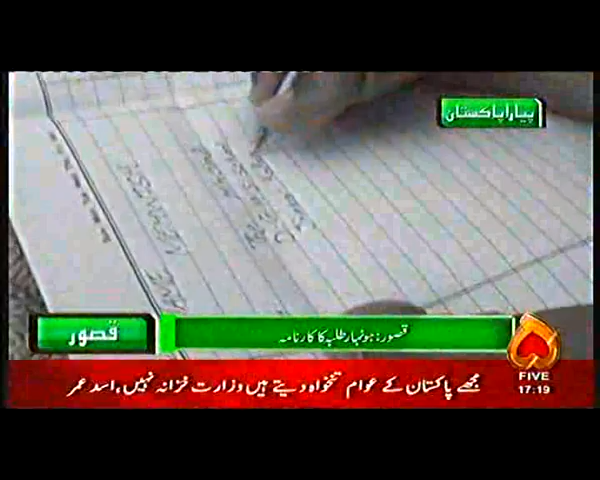 پیارا پاکستان
قصور
قصور: ہونہار طلبہ کا کارنامہ
FIVE
17:19
مجھے پاکستان کے عوام تنخواہ دیتے ہیں وزارت خزانہ نہیں، اسد عمر